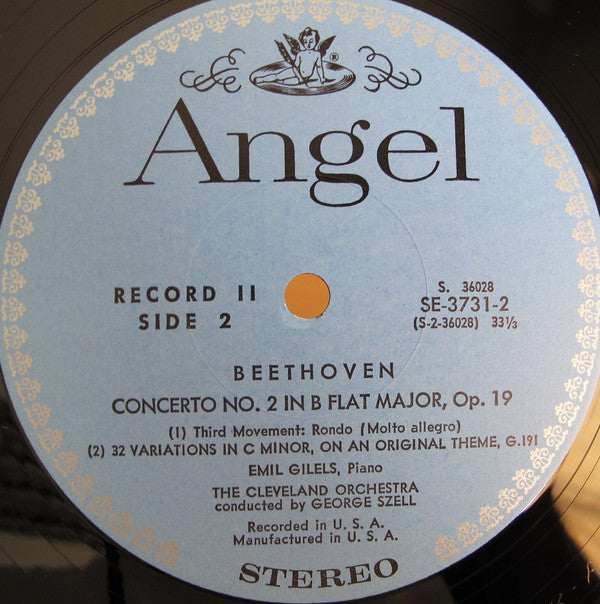 ®
Angel
RECORD II
SIDE 2
S. 36028
SE-3731-2
(S-2-36028) 33⅓
BEETHOVEN
CONCERTO NO. 2 IN B FLAT MAJOR, Op. 19
(1) Third Movement: Rondo (Molto allegro)
(2) 32 VARIATIONS IN C MINOR, ON AN ORIGINAL THEME, G.191
EMIL GILELS, Piano
THE CLEVELAND ORCHESTRA
conducted by GEORGE SZELL
Recorded in U. S. A.
Manufactured in U. S. A.
STEREO